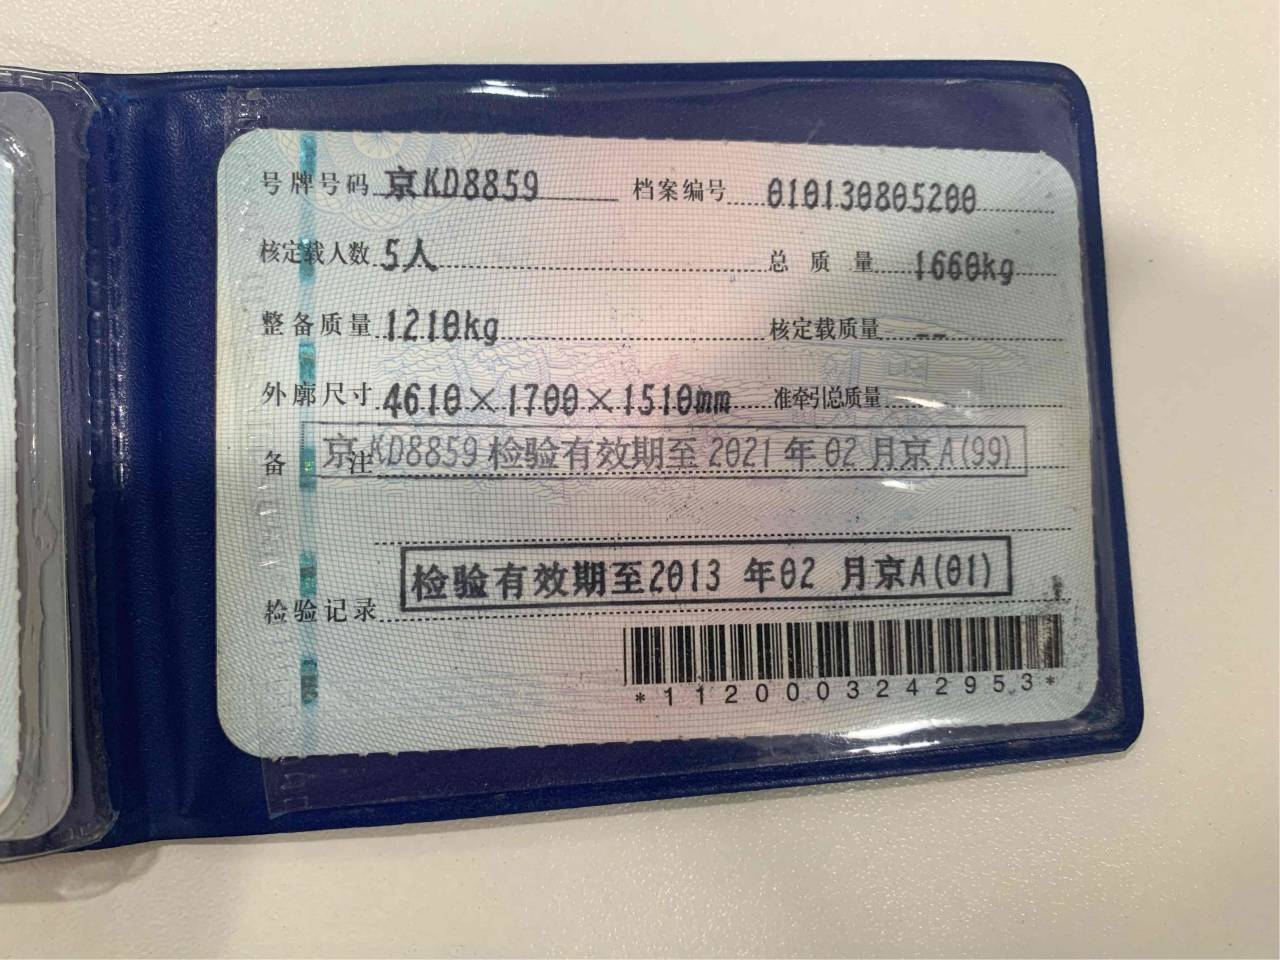 号牌号码 京KD8859 档案编号 010130805200
核定载人数 5人 总质量 1660kg
整备质量 1210kg 核定载质量 --
外廓尺寸 4610×1700×1510mm 准牵引总质量
备注 京KD8859检验有效期至2021年02月京A(99)
检验有效期至2013 年02 月京A(01)
检验记录
*1120003242953*